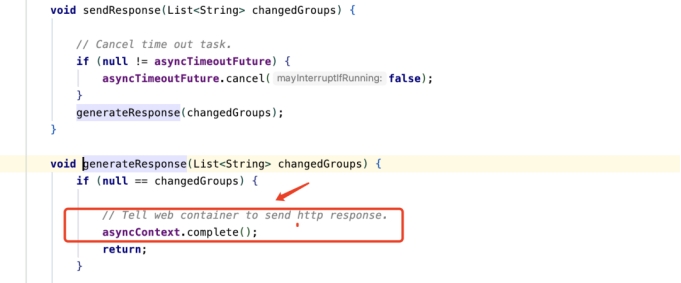 void sendResponse(List<String> changedGroups) {
// Cancel time out task.
if (null != asyncTimeoutFuture) {
asyncTimeoutFuture.cancel( mayInterruptIfRunning: false);
}
generateResponse(changedGroups);
}
void generateResponse(List<String> changedGroups) {
if (null == changedGroups) {
// Tell web container to send http response.
asyncContext.complete();
return;
}